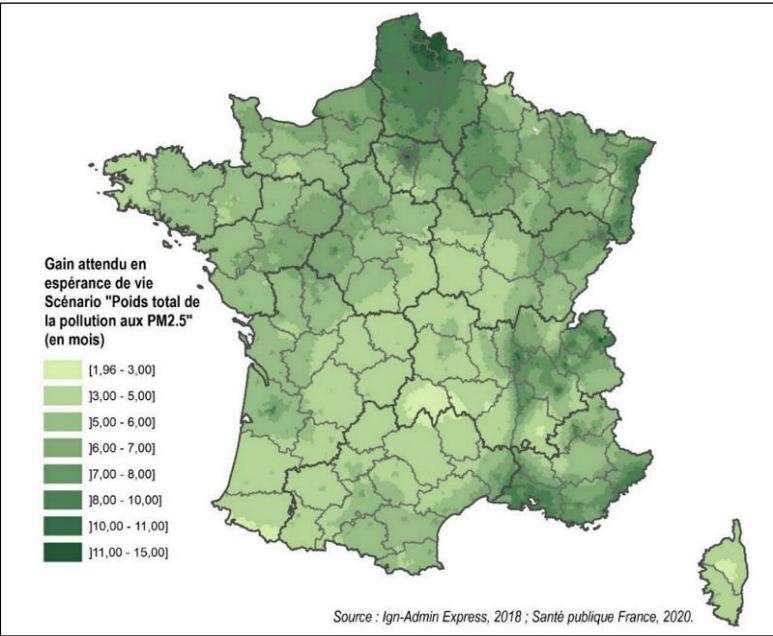 Gain attendu en
espérance de vie
Scénario "Poids total de
la pollution aux PM2.5"
(en mois)
]1,96 - 3,00]
]3,00 - 5,00]
]5,00 - 6,00]
]6,00 - 7,00]
]7,00 - 8,00]
]8,00 - 10,00]
]10,00 - 11,00]
]11,00 - 15,00]
Source : Ign-Admin Express, 2018 ; Santé publique France, 2020.